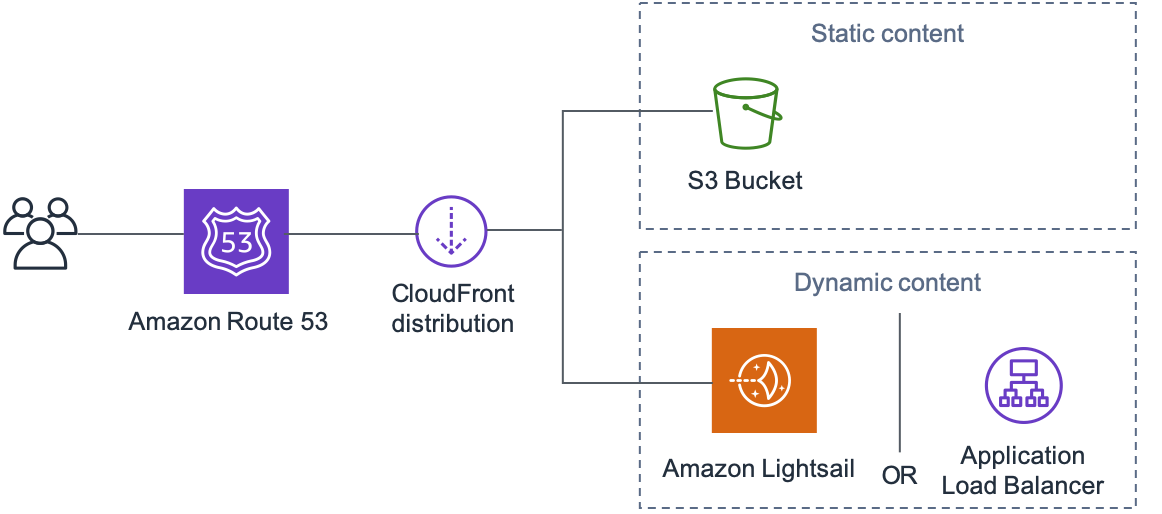 Static content
S3 Bucket
53
Amazon Route 53
CloudFront
distribution
Dynamic content
Amazon Lightsail
OR
Application
Load Balancer